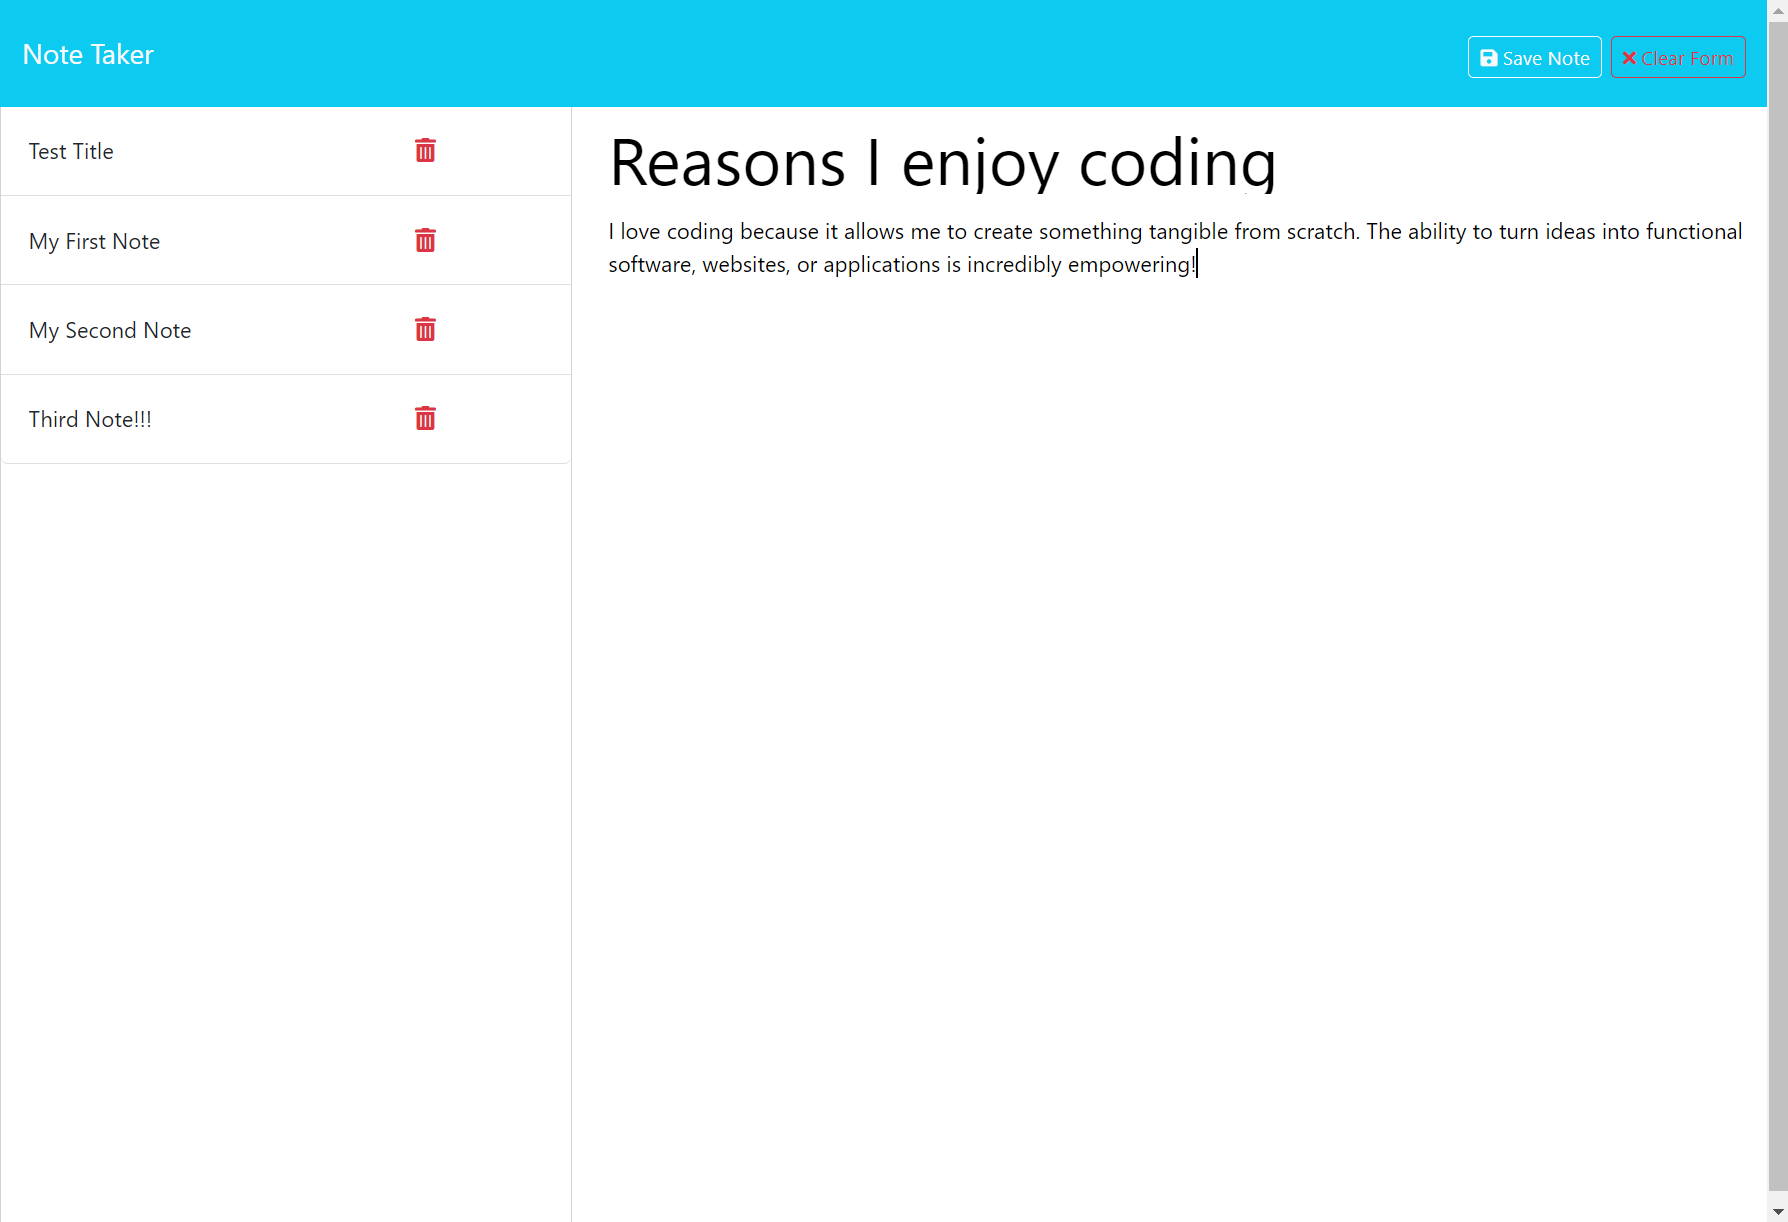 Note Taker
Save Note
Clear Form
Test Title
My First Note
My Second Note
Third Note!!!
Reasons I enjoy coding
I love coding because it allows me to create something tangible from scratch. The ability to turn ideas into functional
software, websites, or applications is incredibly empowering!